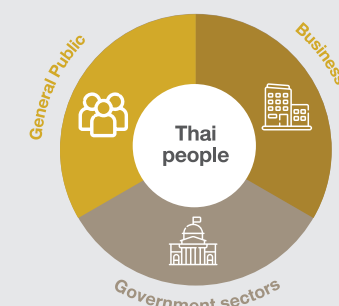 General Public
Business
Thai
people
Government sectors